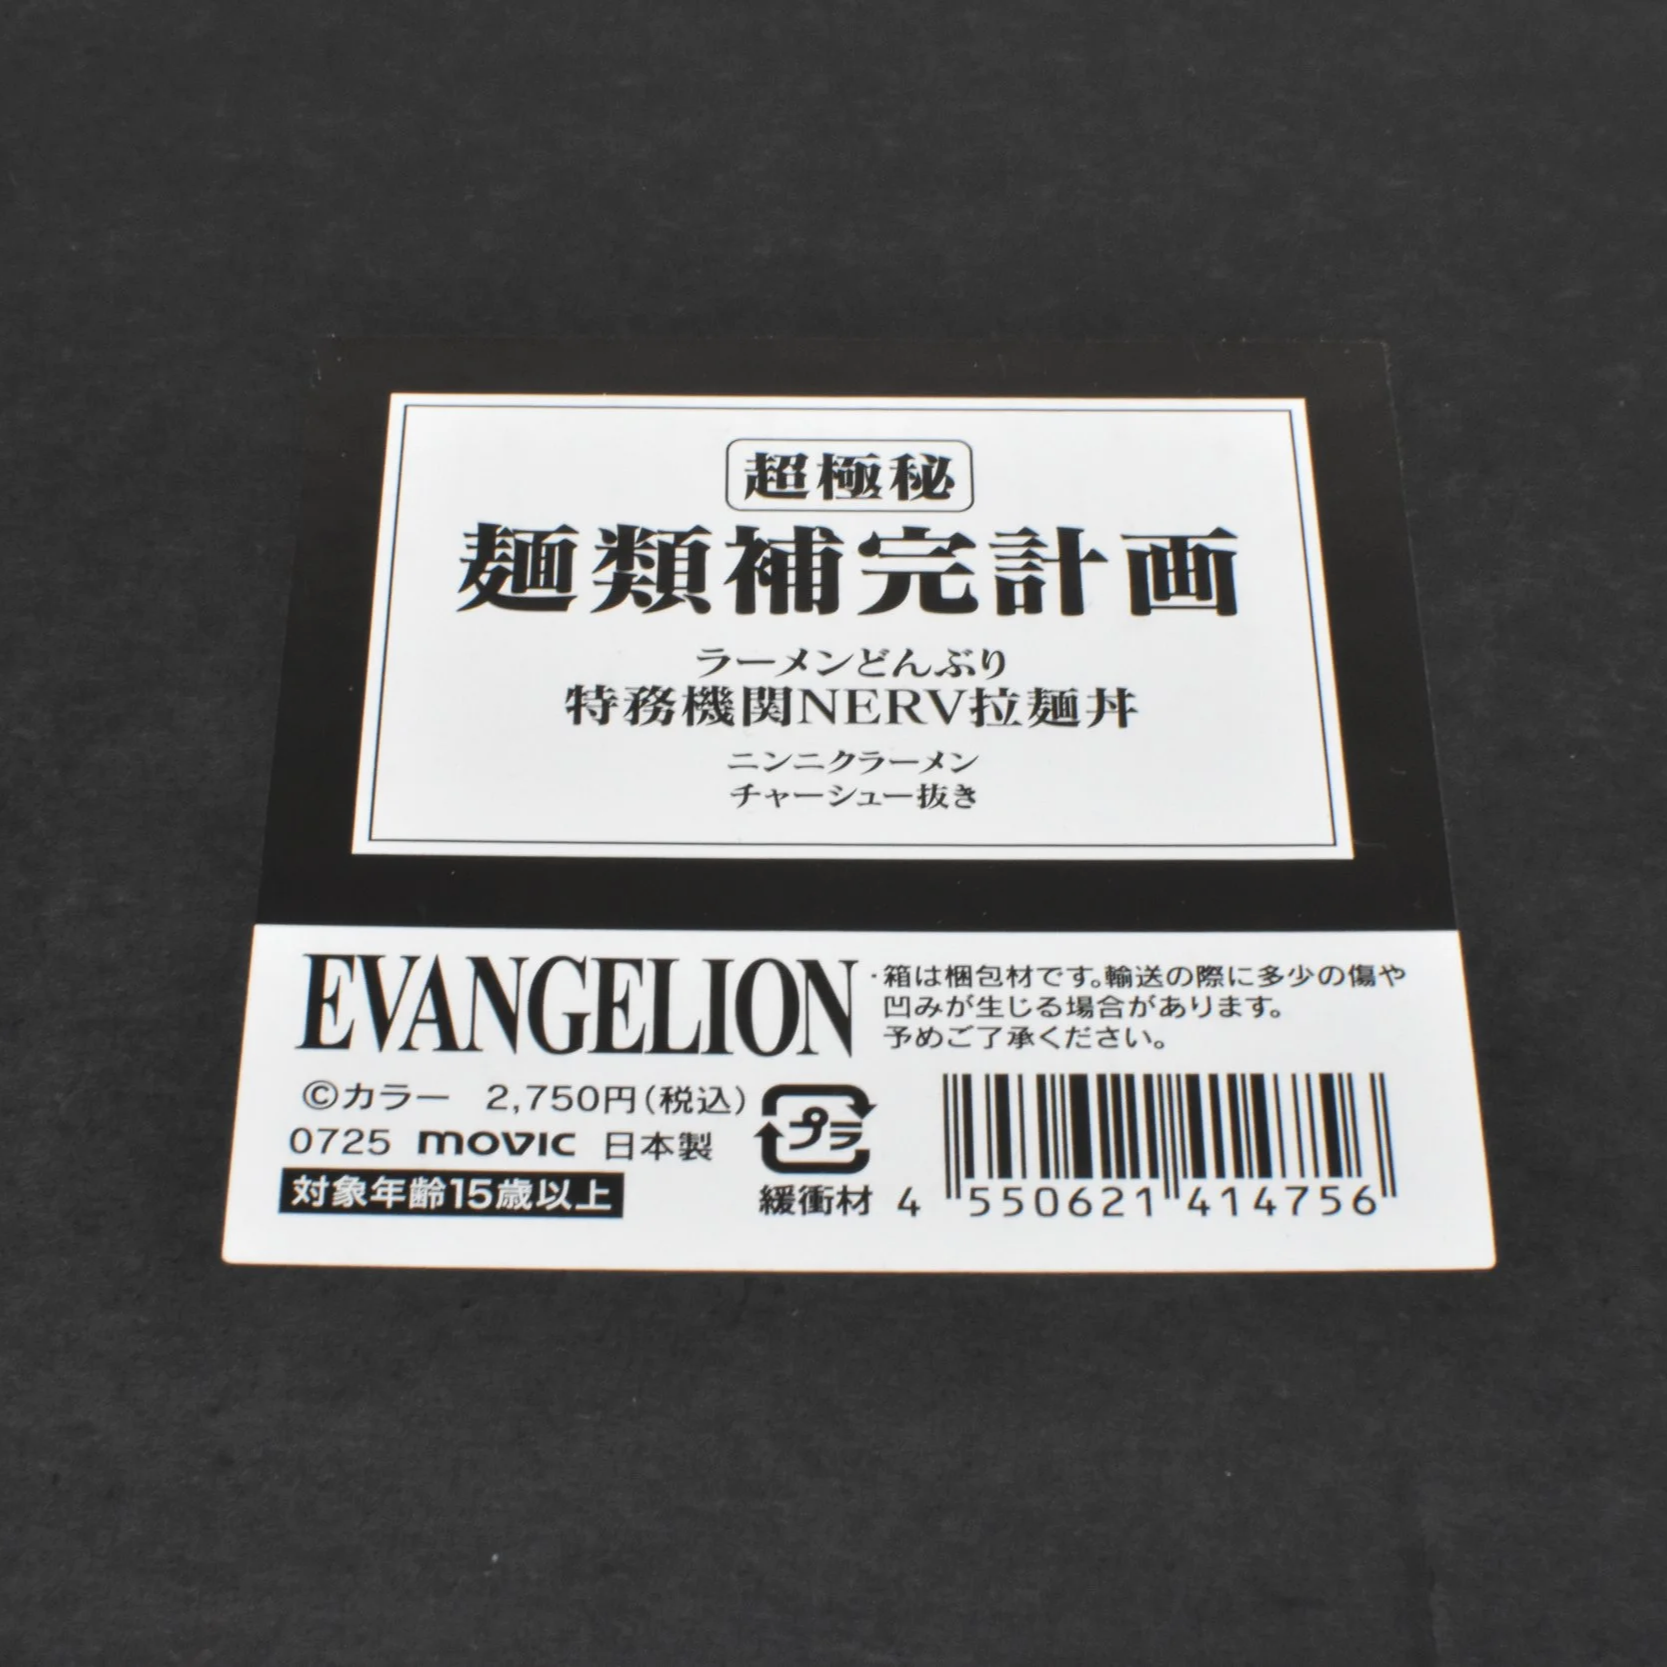 超極秘
麺類補完計画
ラーメンどんぶり
特務機関NERV拉麺丼
ニンニクラーメン
チャーシュー抜き
EVANGELION
・箱は梱包材です。輸送の際に多少の傷や
凹みが生じる場合があります。
予めご了承ください。
©カラー 2,750円(税込)
0725 movic 日本製
対象年齢15歳以上
プラ
緩衝材
4 550621 414756